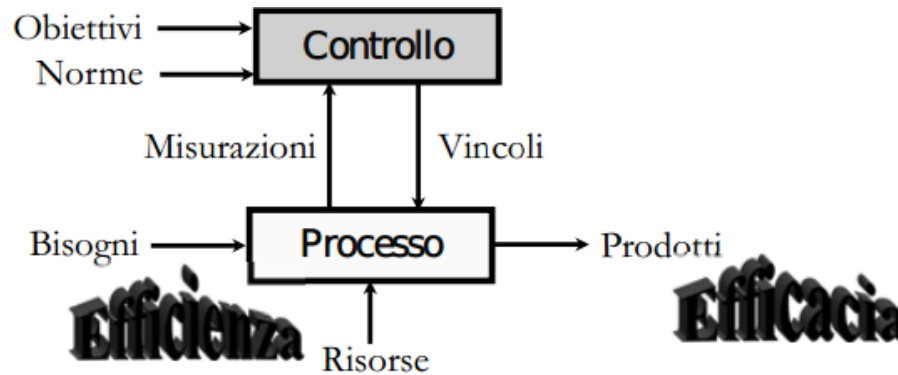 Obiettivi
Controllo
Norme
Misurazioni
Vincoli
Bisogni
Processo
Prodotti
Efficienza
Efficacia
Risorse